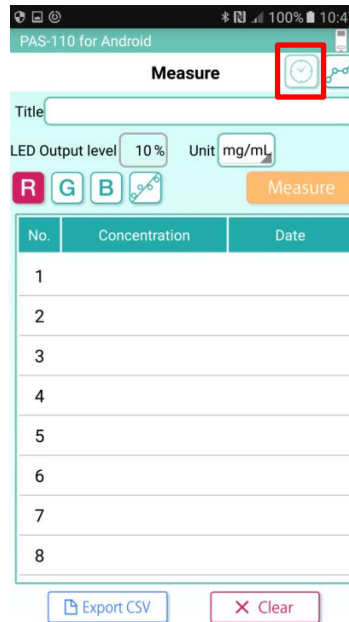 100% 10:4
PAS-110 for Android
Measure
Title
LED Output level 10 % Unit mg/mL
R G B Measure
No. Concentration Date
1
2
3
4
5
6
7
8
Export CSV × Clear